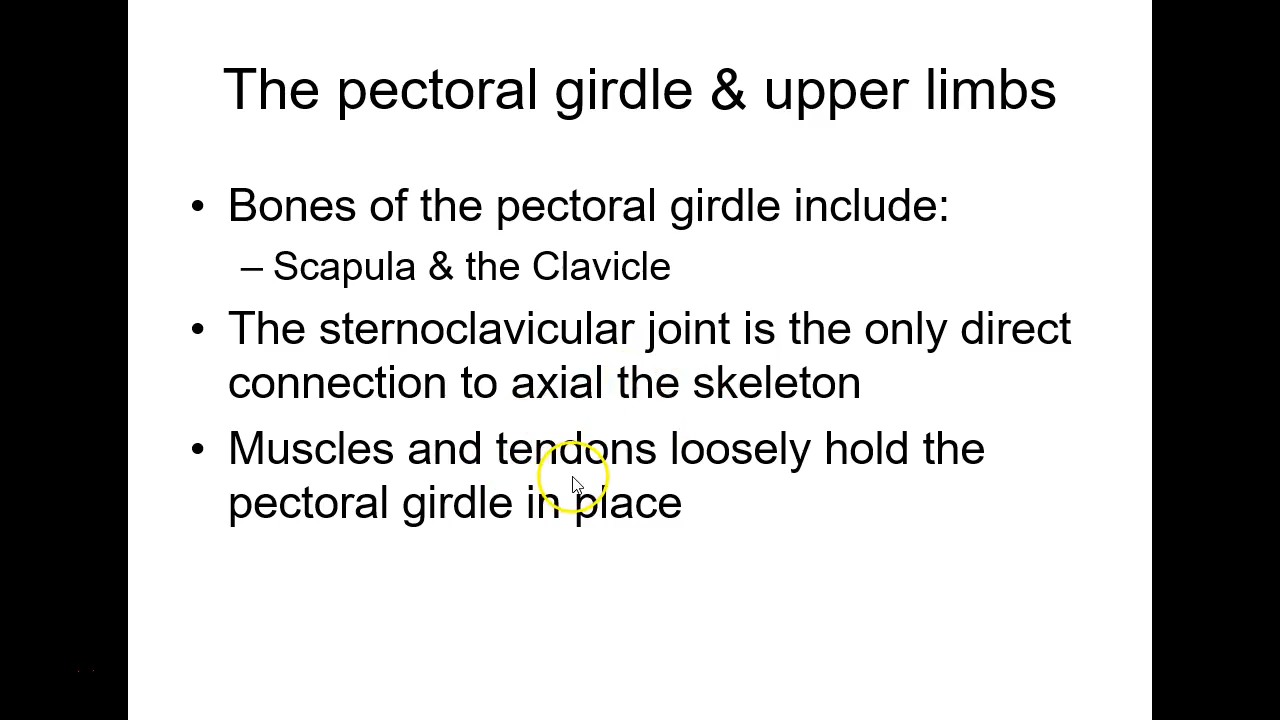 The pectoral girdle & upper limbs
• Bones of the pectoral girdle include:
– Scapula & the Clavicle
• The sternoclavicular joint is the only direct
connection to axial the skeleton
• Muscles and tendons loosely hold the
pectoral girdle in place